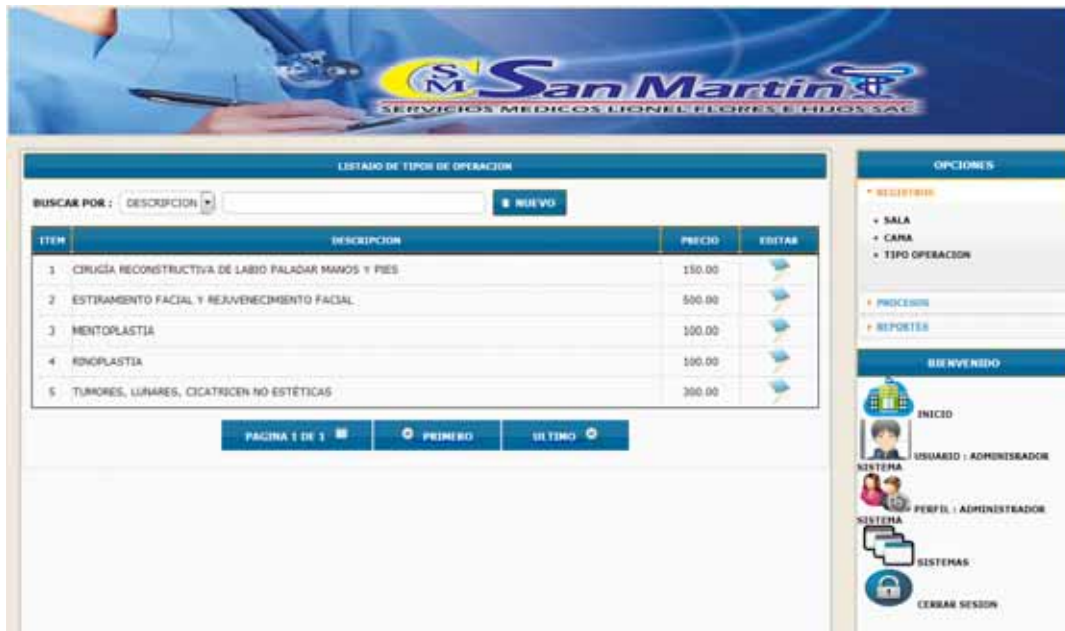 SM San Martin
SERVICIOS MEDICOS LIONEL FLORES E HIJOS SAC
LISTADO DE TIPOS DE OPERACION
BUSCAR POR : DESCRIPCION NUEVO
ITEM DESCRIPCION PRECIO EDITAR
1 CIRUGÍA RECONSTRUCTIVA DE LABIO PALADAR MANOS Y PIES 150.00
2 ESTIRAMIENTO FACIAL Y REJUVENECIMIENTO FACIAL 500.00
3 MENTOPLASTIA 100.00
4 RINOPLASTIA 100.00
5 TUMORES, LUNARES, CICATRICEN NO ESTÉTICAS 300.00
PAGINA 1 DE 1 PRIMERO ULTIMO
OPCIONES
REGISTROS
SALA
CAMA
TIPO OPERACION
PROCESOS
REPORTES
BIENVENIDO
INICIO
USUARIO : ADMINISRADOR
SISTEMA
PERFIL : ADMINISTRADOR
SISTEMA
SISTEMAS
CERRAR SESION